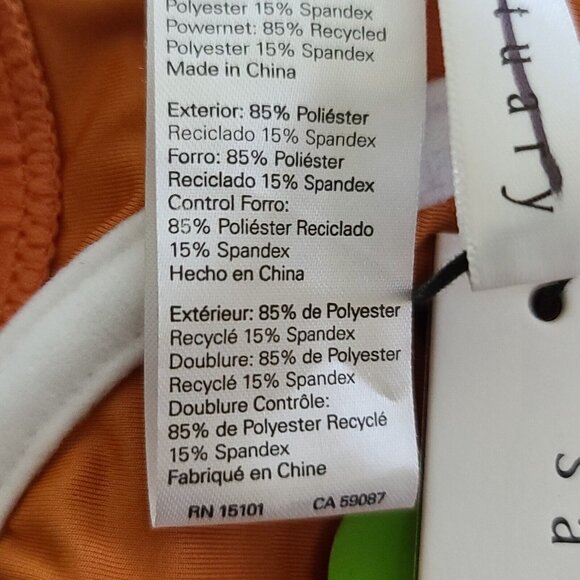 Polyester 15% Spandex
Powernet: 85% Recycled
Polyester 15% Spandex
Made in China
Exterior: 85% Poliéster
Reciclado 15% Spandex
Forro: 85% Poliéster
Reciclado 15% Spandex
Control Forro:
85% Poliéster Reciclado
15% Spandex
Hecho en China
Extérieur: 85% de Polyester
Recyclé 15% Spandex
Doublure: 85% de Polyester
Recyclé 15% Spandex
Doublure Contrôle:
85% de Polyester Recyclé
15% Spandex
Fabriqué en Chine
RN 15101 CA 59087
tuary
sa